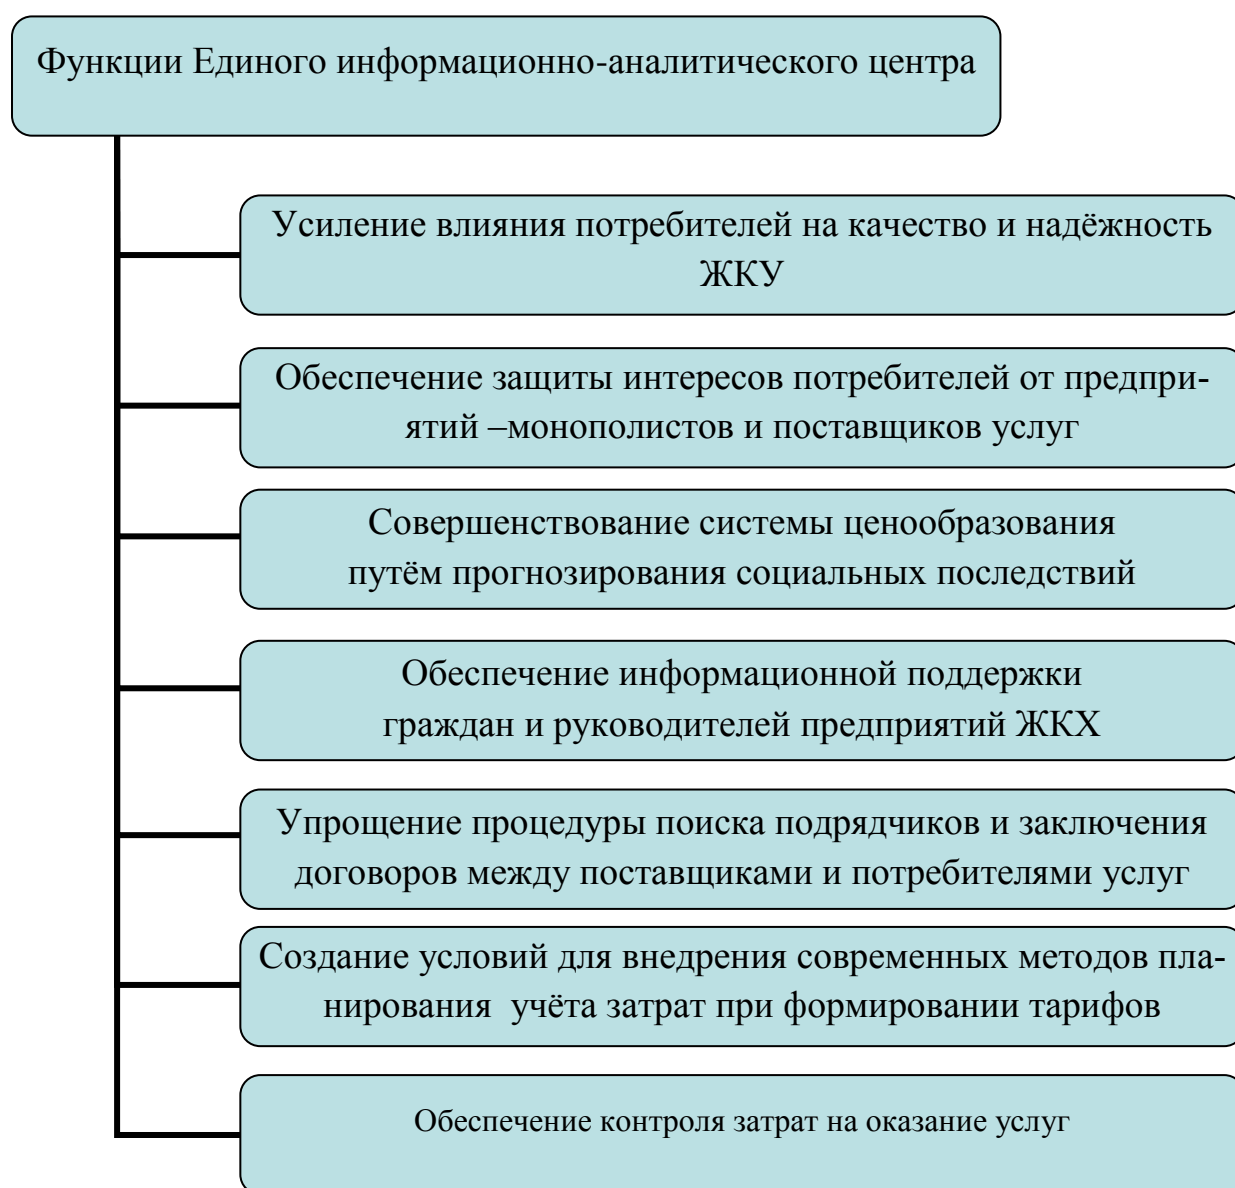 Функции Единого информационно-аналитического центра
Усиление влияния потребителей на качество и надёжность
ЖКУ
Обеспечение защиты интересов потребителей от предпри-
ятий –монополистов и поставщиков услуг
Совершенствование системы ценообразования
путём прогнозирования социальных последствий
Обеспечение информационной поддержки
граждан и руководителей предприятий ЖКХ
Упрощение процедуры поиска подрядчиков и заключения
договоров между поставщиками и потребителями услуг
Создание условий для внедрения современных методов пла-
нирования  учёта затрат при формировании тарифов
Обеспечение контроля затрат на оказание услуг